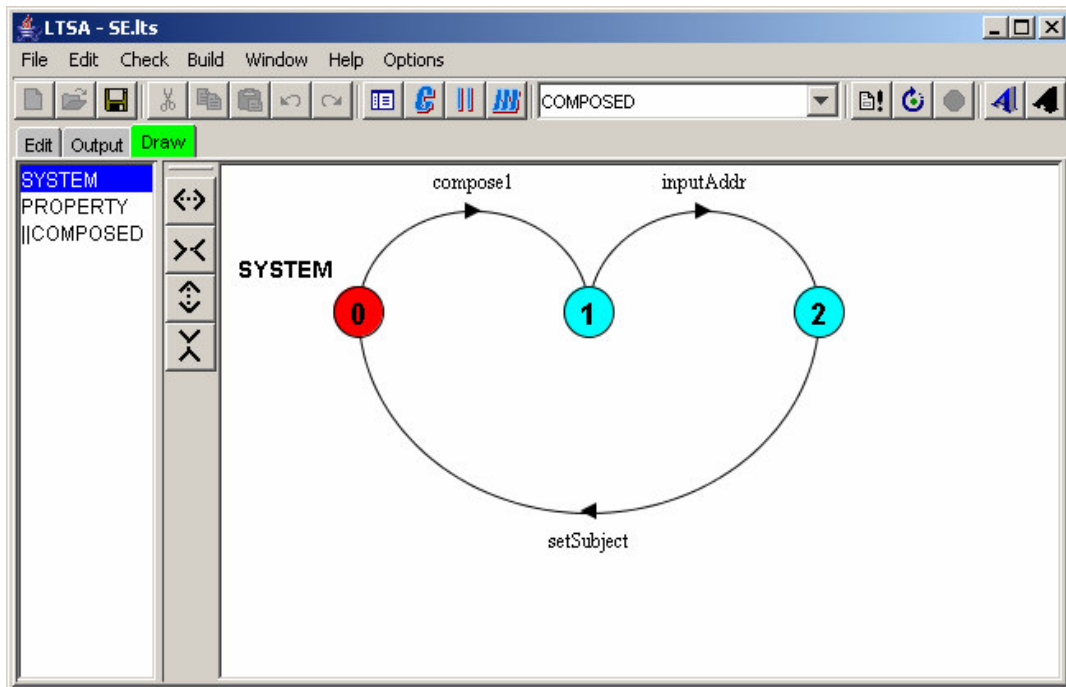 LTSA - SE.lts
File Edit Check Build Window Help Options
COMPOSED
Edit Output Draw
SYSTEM
PROPERTY
||COMPOSED
compose1
inputAddr
SYSTEM
0
1
2
setSubject